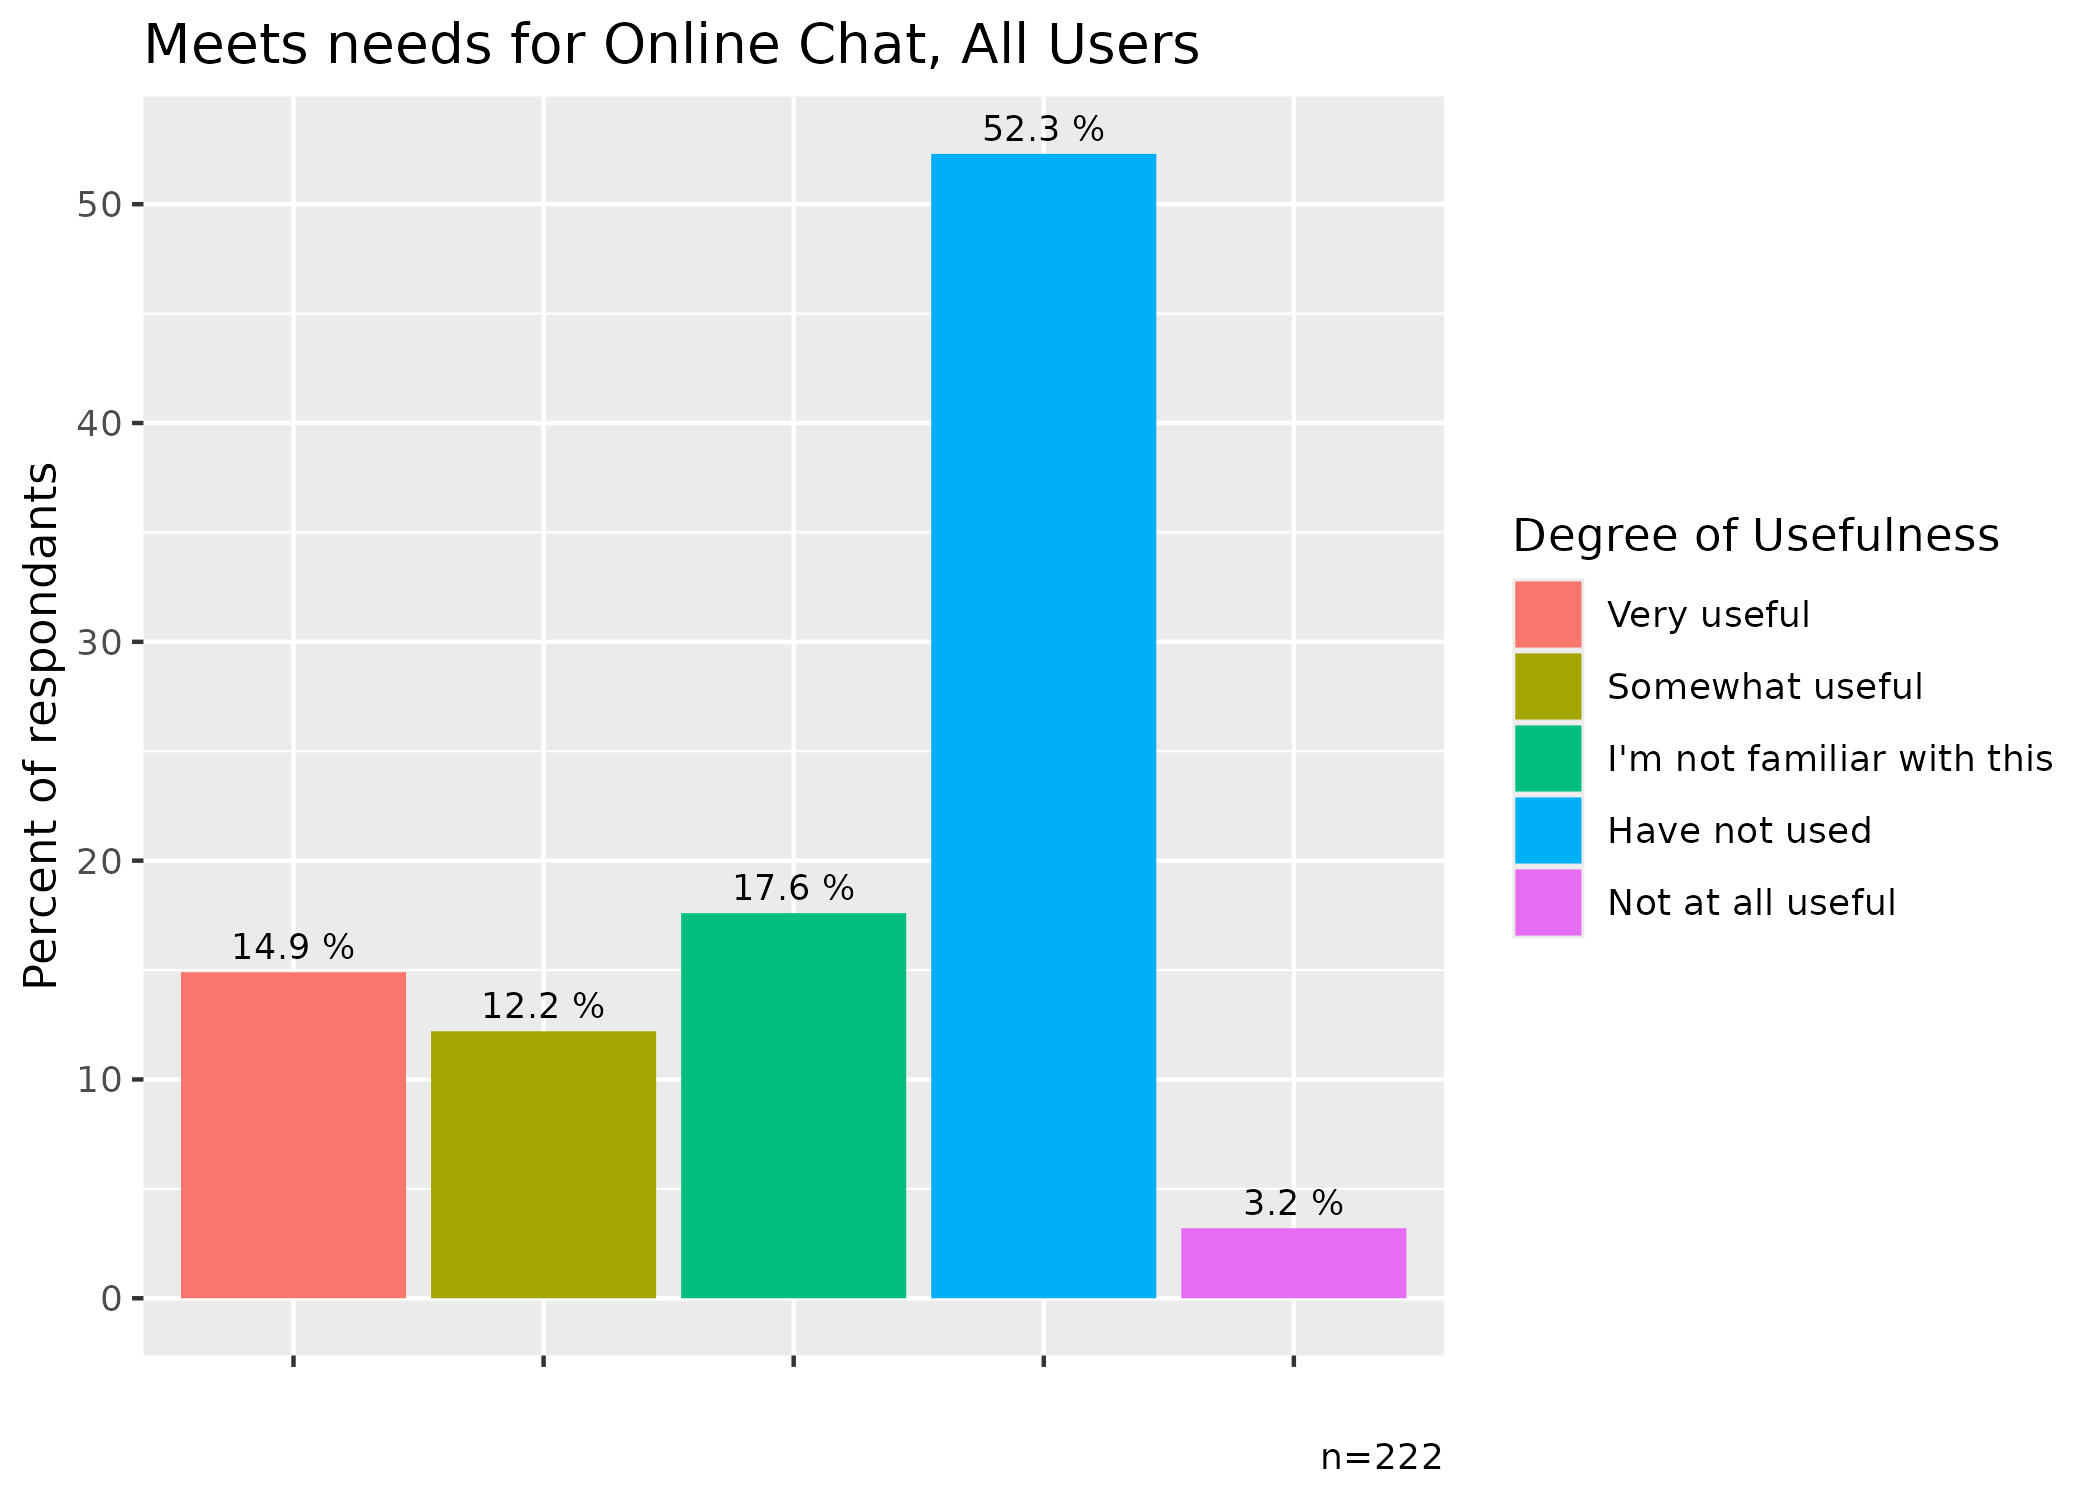 Meets needs for Online Chat, All Users
Percent of respondants
50
40
30
20
10
0
14.9 %
12.2 %
17.6 %
52.3 %
3.2 %
Degree of Usefulness
Very useful
Somewhat useful
I'm not familiar with this
Have not used
Not at all useful
n=222